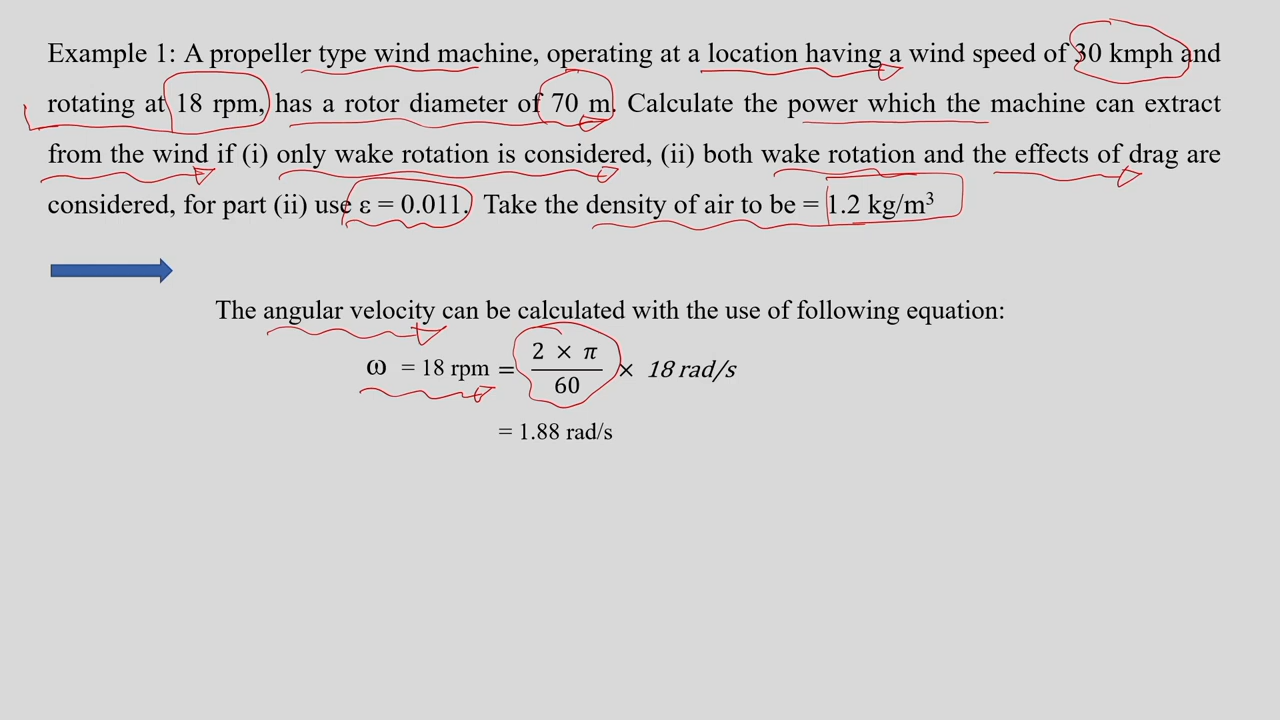 Example 1: A propeller type wind machine, operating at a location having a wind speed of 30 kmph and
rotating at 18 rpm, has a rotor diameter of 70 m. Calculate the power which the machine can extract
from the wind if (i) only wake rotation is considered, (ii) both wake rotation and the effects of drag are
considered, for part (ii) use ε = 0.011. Take the density of air to be = 1.2 kg/m³
The angular velocity can be calculated with the use of following equation:
ω = 18 rpm = 2 × π / 60 × 18 rad/s
= 1.88 rad/s